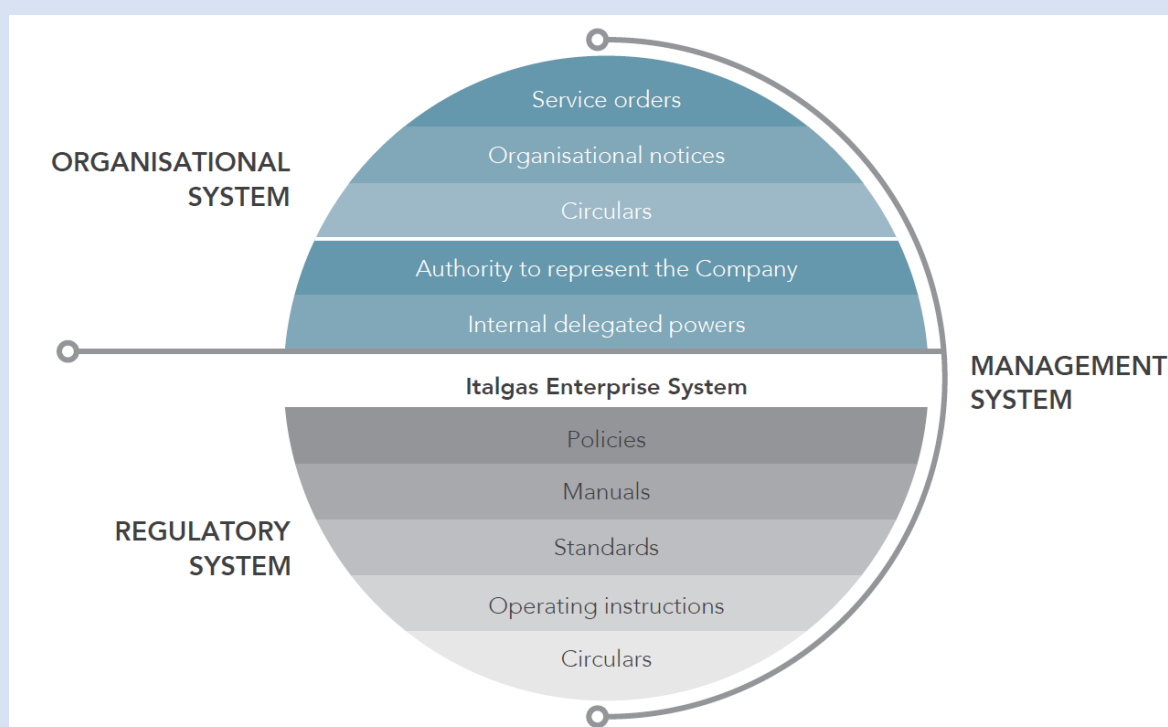 ORGANISATIONAL
SYSTEM
Service orders
Organisational notices
Circulars
Authority to represent the Company
Internal delegated powers
Italgas Enterprise System
MANAGEMENT
SYSTEM
REGULATORY
SYSTEM
Policies
Manuals
Standards
Operating instructions
Circulars